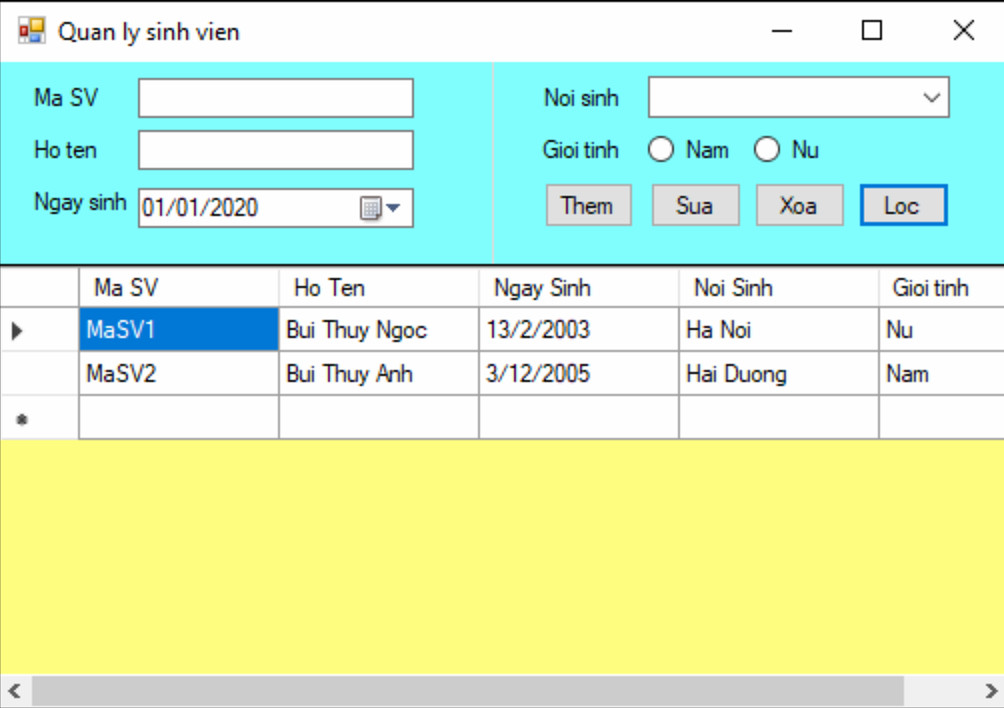 Quan ly sinh vien
Ma SV
Noi sinh
Ho ten
Gioi tinh Nam Nu
Ngay sinh 01/01/2020
Them Sua Xoa Loc
Ma SV Ho Ten Ngay Sinh Noi Sinh Gioi tinh
MaSV1 Bui Thuy Ngoc 13/2/2003 Ha Noi Nu
MaSV2 Bui Thuy Anh 3/12/2005 Hai Duong Nam